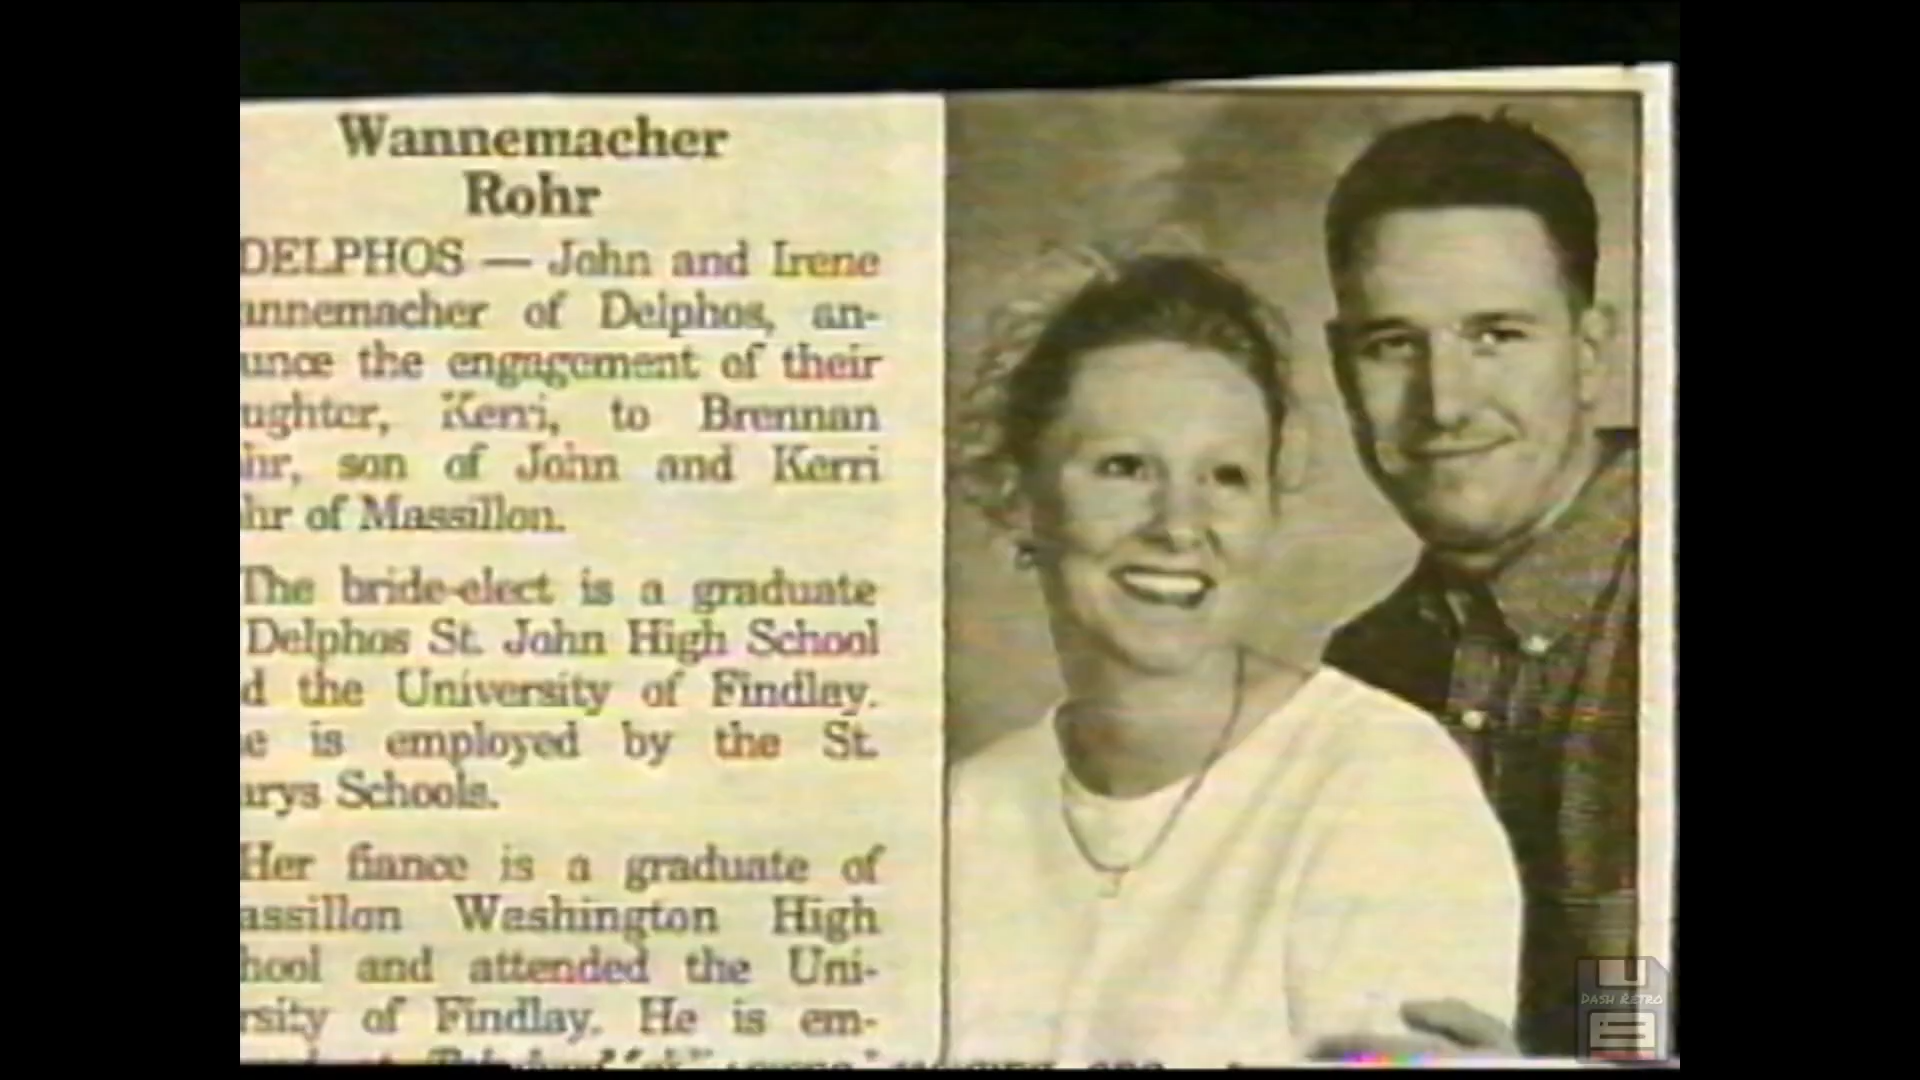 Wannemacher
Rohr
DELPHOS — John and Irene
annemacher of Delphos, an-
unce the engagement of their
ughter, Kerri, to Brennan
hr, son of John and Kerri
hr of Massillon.
The bride-elect is a graduate
Delphos St. John High School
d the University of Findlay.
e is employed by the St.
arys Schools.
Her fiance is a graduate of
assillon Washington High
hool and attended the Uni-
rsity of Findlay. He is em-
DASH RETRO